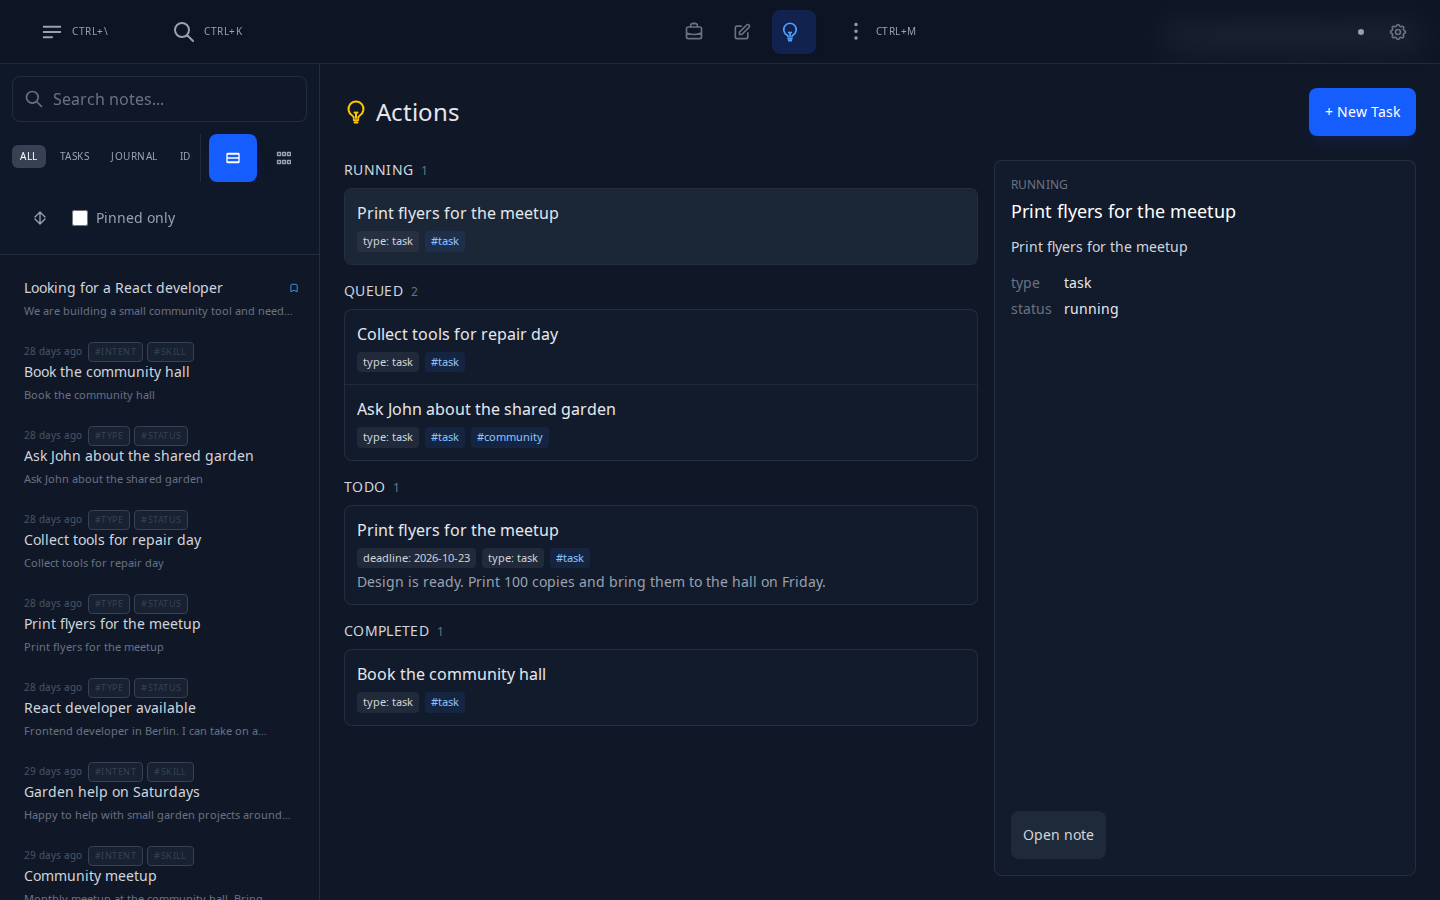 CTRL+\
CTRL+K
CTRL+M
Search notes...
ALL
TASKS
JOURNAL
ID
Pinned only
Looking for a React developer
We are building a small community tool and need...
28 days ago #INTENT #SKILL
Book the community hall
Book the community hall
28 days ago #TYPE #STATUS
Ask John about the shared garden
Ask John about the shared garden
28 days ago #TYPE #STATUS
Collect tools for repair day
Collect tools for repair day
28 days ago #TYPE #STATUS
Print flyers for the meetup
Print flyers for the meetup
28 days ago #TYPE #STATUS
React developer available
Frontend developer in Berlin. I can take on a...
29 days ago #INTENT #SKILL
Garden help on Saturdays
Happy to help with small garden projects around...
29 days ago #INTENT #SKILL
Community meetup
Monthly meetup at the community hall. Bring
Actions
+ New Task
RUNNING 1
Print flyers for the meetup
type: task #task
QUEUED 2
Collect tools for repair day
type: task #task
Ask John about the shared garden
type: task #task #community
TODO 1
Print flyers for the meetup
deadline: 2026-10-23 type: task #task
Design is ready. Print 100 copies and bring them to the hall on Friday.
COMPLETED 1
Book the community hall
type: task #task
RUNNING
Print flyers for the meetup
Print flyers for the meetup
type task
status running
Open note